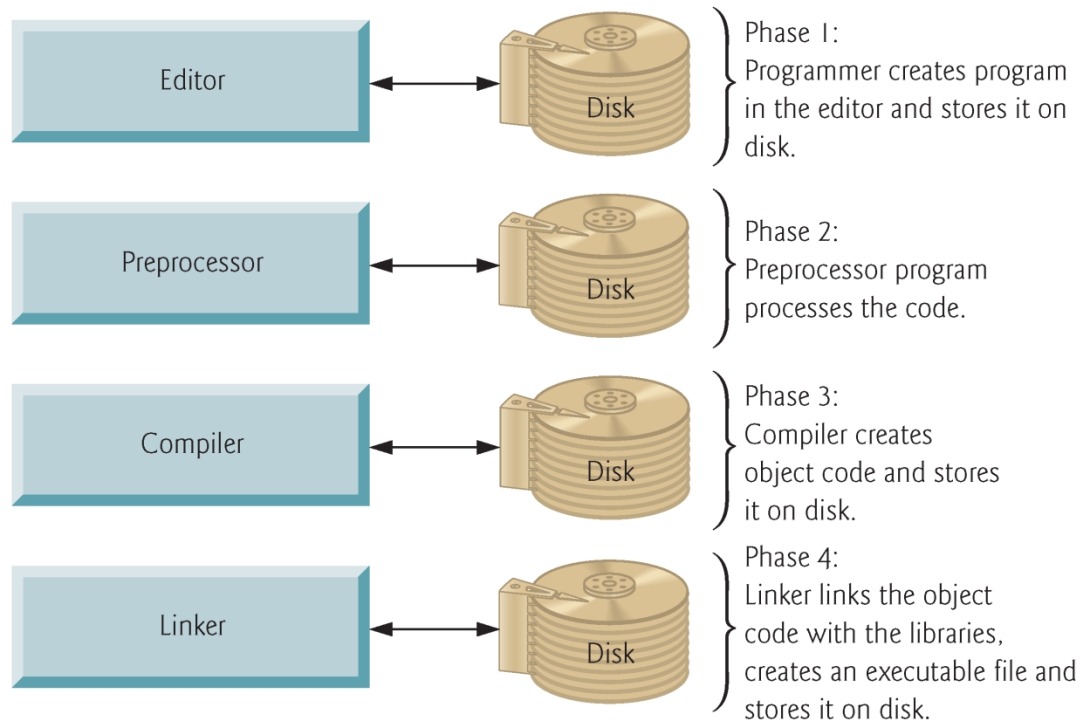 Editor
Disk
Phase 1:
Programmer creates program
in the editor and stores it on
disk.
Preprocessor
Disk
Phase 2:
Preprocessor program
processes the code.
Compiler
Disk
Phase 3:
Compiler creates
object code and stores
it on disk.
Linker
Disk
Phase 4:
Linker links the object
code with the libraries,
creates an executable file and
stores it on disk.